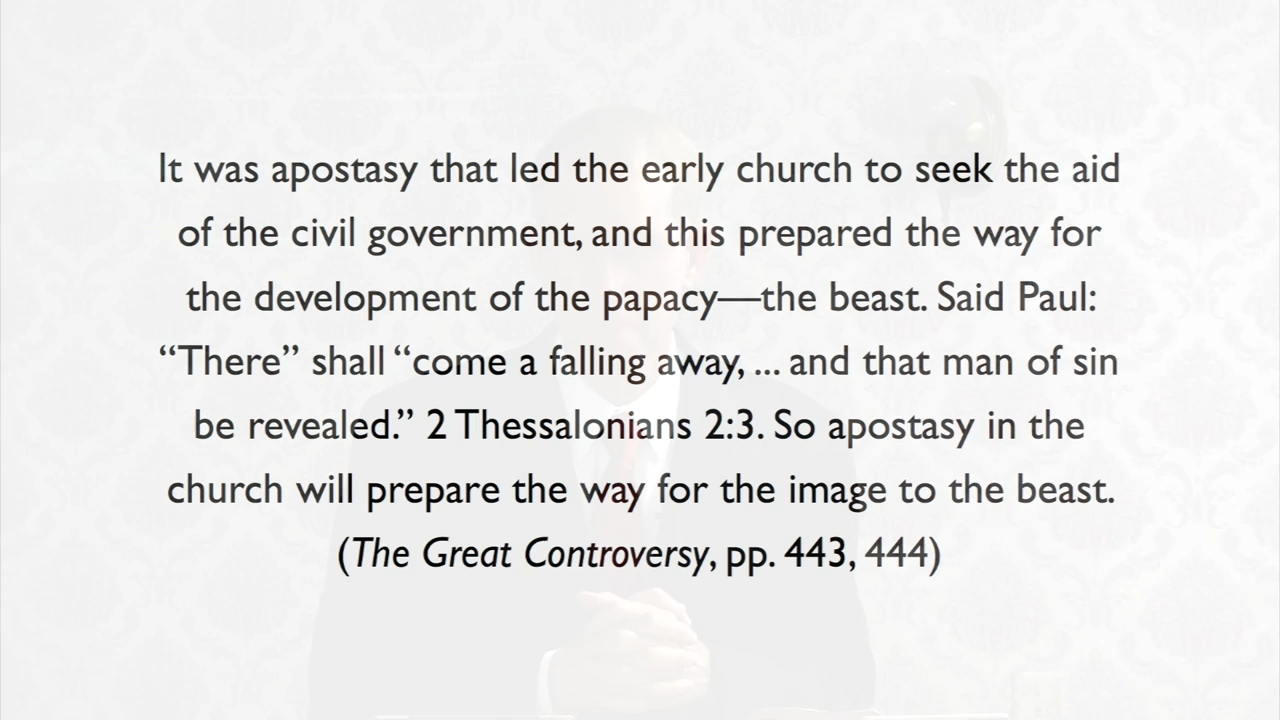 It was apostasy that led the early church to seek the aid
of the civil government, and this prepared the way for
the development of the papacy—the beast. Said Paul:
“There” shall “come a falling away, ... and that man of sin
be revealed.” 2 Thessalonians 2:3. So apostasy in the
church will prepare the way for the image to the beast.
(The Great Controversy, pp. 443, 444)